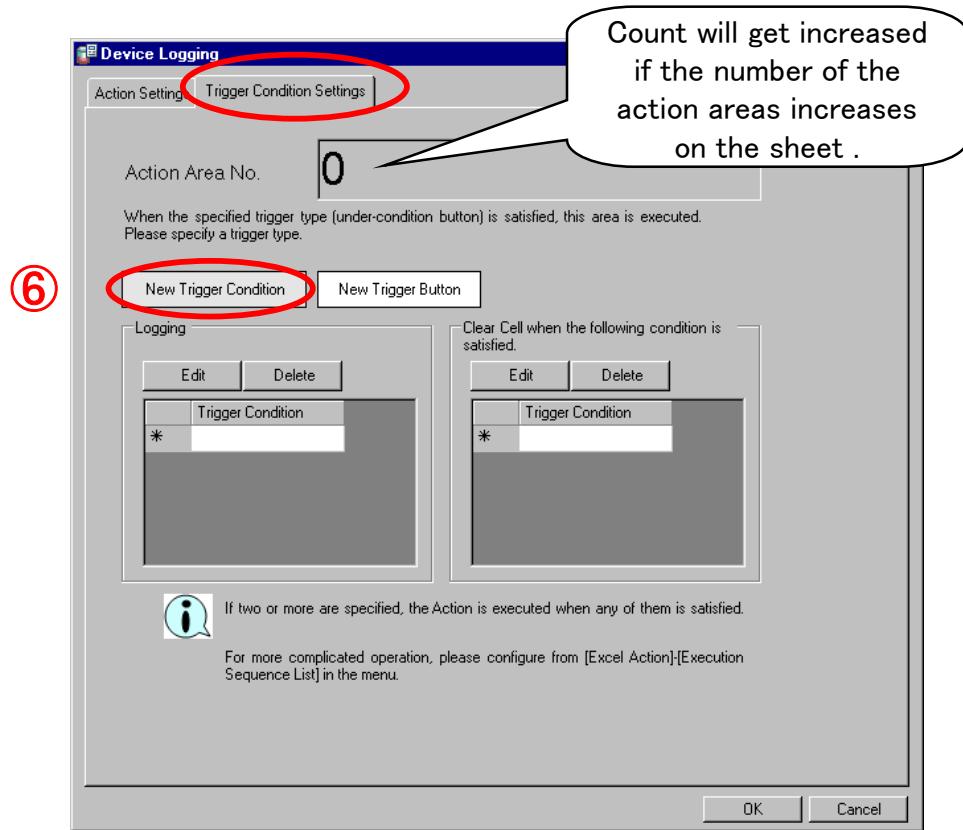 Count will get increased
if the number of the
action areas increases
on the sheet .
Device Logging
Action Setting
Trigger Condition Settings
Action Area No.
0
When the specified trigger type (under-condition button) is satisfied, this area is executed.
Please specify a trigger type.
⑥
New Trigger Condition
New Trigger Button
Logging
Clear Cell when the following condition is
satisfied.
Edit
Delete
Edit
Delete
Trigger Condition
Trigger Condition
*
*
If two or more are specified, the Action is executed when any of them is satisfied.
For more complicated operation, please configure from [Excel Action]-[Execution
Sequence List] in the menu.
OK
Cancel